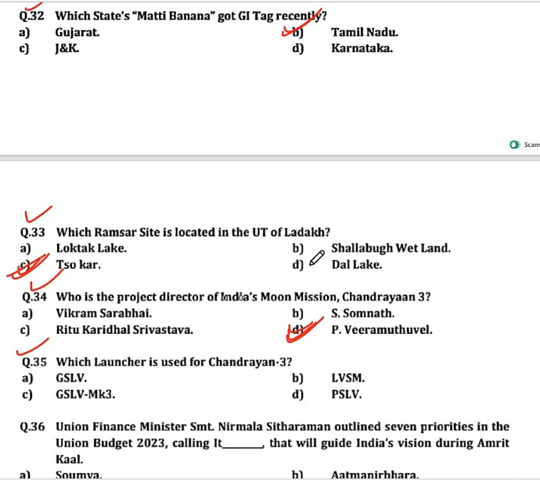 Q.32 Which State's "Matti Banana" got GI Tag recently?
a) Gujarat. b) Tamil Nadu.
c) J&K. d) Karnataka.
Scan
Q.33 Which Ramsar Site is located in the UT of Ladakh?
a) Loktak Lake. b) Shallabugh Wet Land.
c) Tso kar. d) Dal Lake.
Q.34 Who is the project director of India's Moon Mission, Chandrayaan 3?
a) Vikram Sarabhai. b) S. Somnath.
c) Ritu Karidhal Srivastava. d) P. Veeramuthuvel.
Q.35 Which Launcher is used for Chandrayan-3?
a) GSLV. b) LVSM.
c) GSLV-Mk3. d) PSLV.
Q.36 Union Finance Minister Smt. Nirmala Sitharaman outlined seven priorities in the
Union Budget 2023, calling It______, that will guide India's vision during Amrit
Kaal.
a) Soumya. b) Aatmanirbhara.